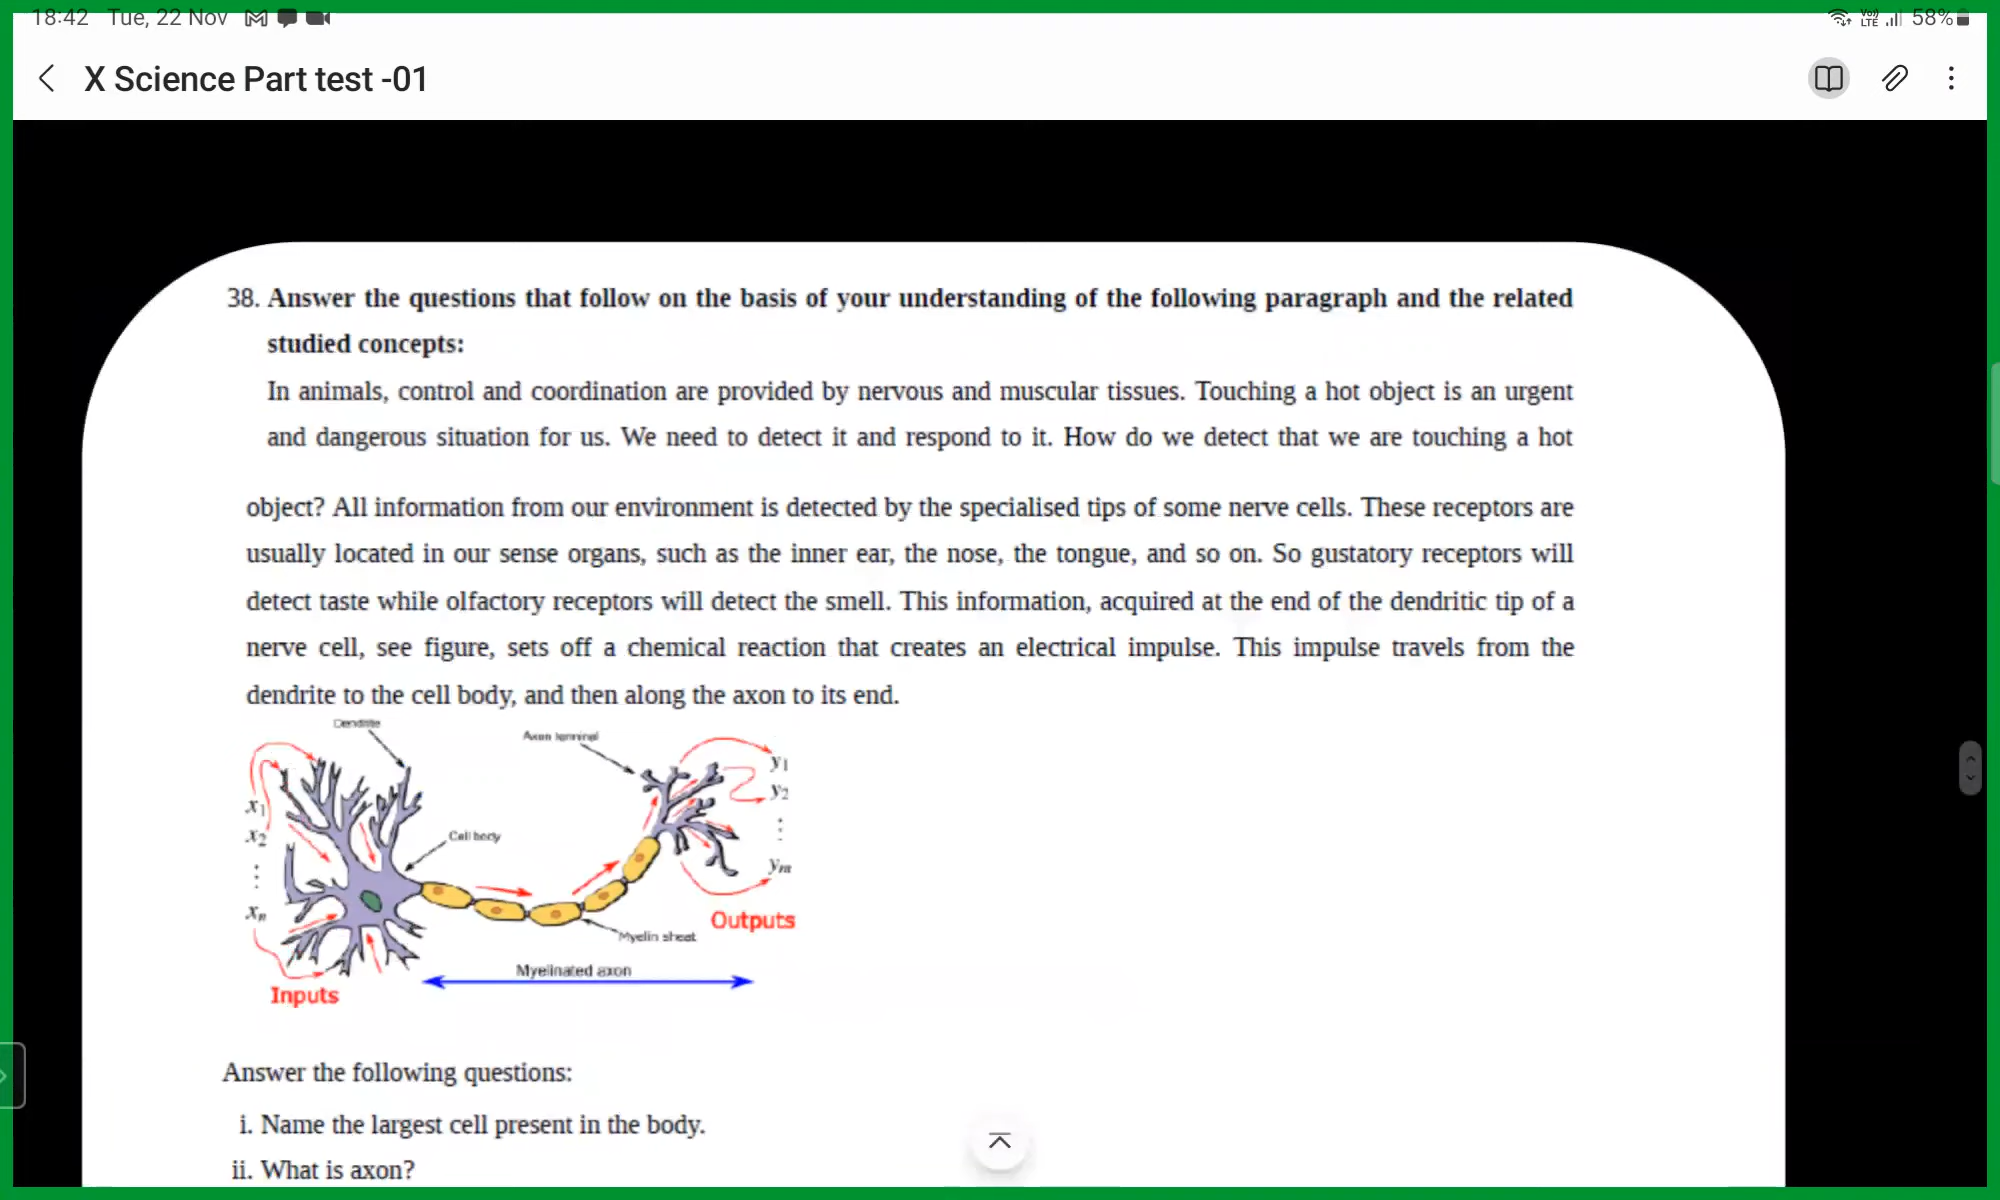 18:42 Tue, 22 Nov
Vo)) LTE 58%
X Science Part test -01
38. Answer the questions that follow on the basis of your understanding of the following paragraph and the related
studied concepts:
In animals, control and coordination are provided by nervous and muscular tissues. Touching a hot object is an urgent
and dangerous situation for us. We need to detect it and respond to it. How do we detect that we are touching a hot
object? All information from our environment is detected by the specialised tips of some nerve cells. These receptors are
usually located in our sense organs, such as the inner ear, the nose, the tongue, and so on. So gustatory receptors will
detect taste while olfactory receptors will detect the smell. This information, acquired at the end of the dendritic tip of a
nerve cell, see figure, sets off a chemical reaction that creates an electrical impulse. This impulse travels from the
dendrite to the cell body, and then along the axon to its end.
Dendrite
Axon terminal
y1
y2
x1
x2
Cell body
ym
xn
Outputs
Myelin sheat
Myelinated axon
Inputs
Answer the following questions:
i. Name the largest cell present in the body.
ii. What is axon?